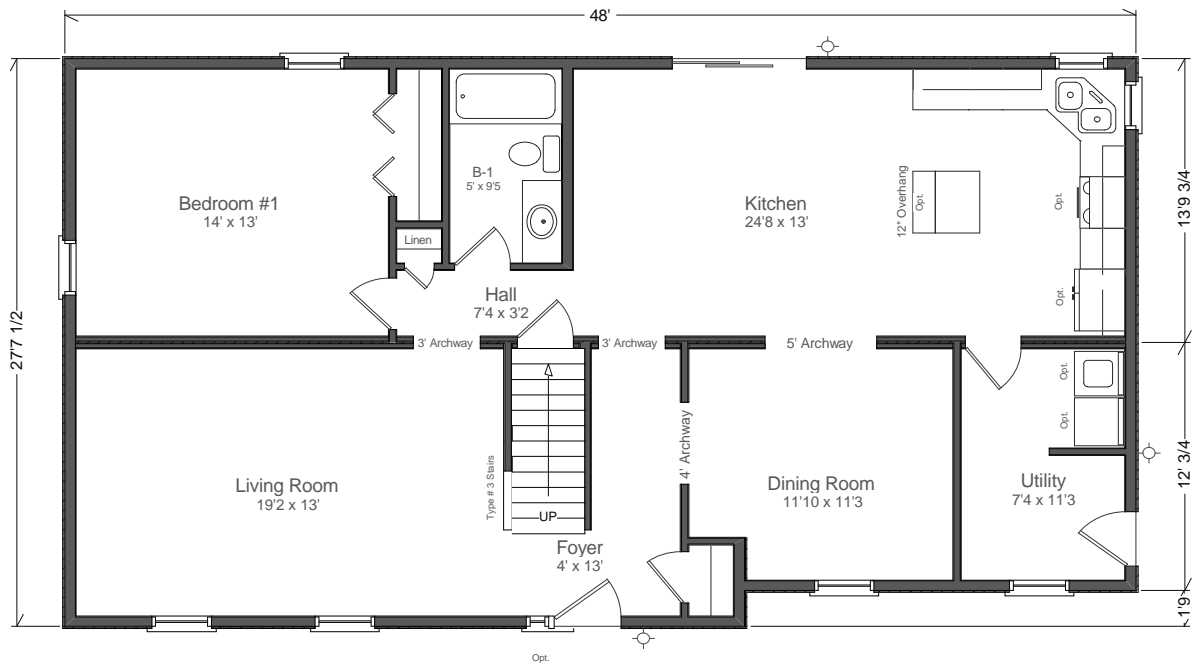 48'
27'7 1/2
13'9 3/4
12' 3/4
1'9
Bedroom #1
14' x 13'
B-1
5' x 9'5
Linen
Hall
7'4 x 3'2
Kitchen
24'8 x 13'
12" Overhang
Opt.
Opt.
Opt.
3' Archway
3' Archway
5' Archway
4' Archway
Living Room
19'2 x 13'
Type # 3 Stairs
UP
Foyer
4' x 13'
Dining Room
11'10 x 11'3
Utility
7'4 x 11'3
Opt.
Opt.
Opt.